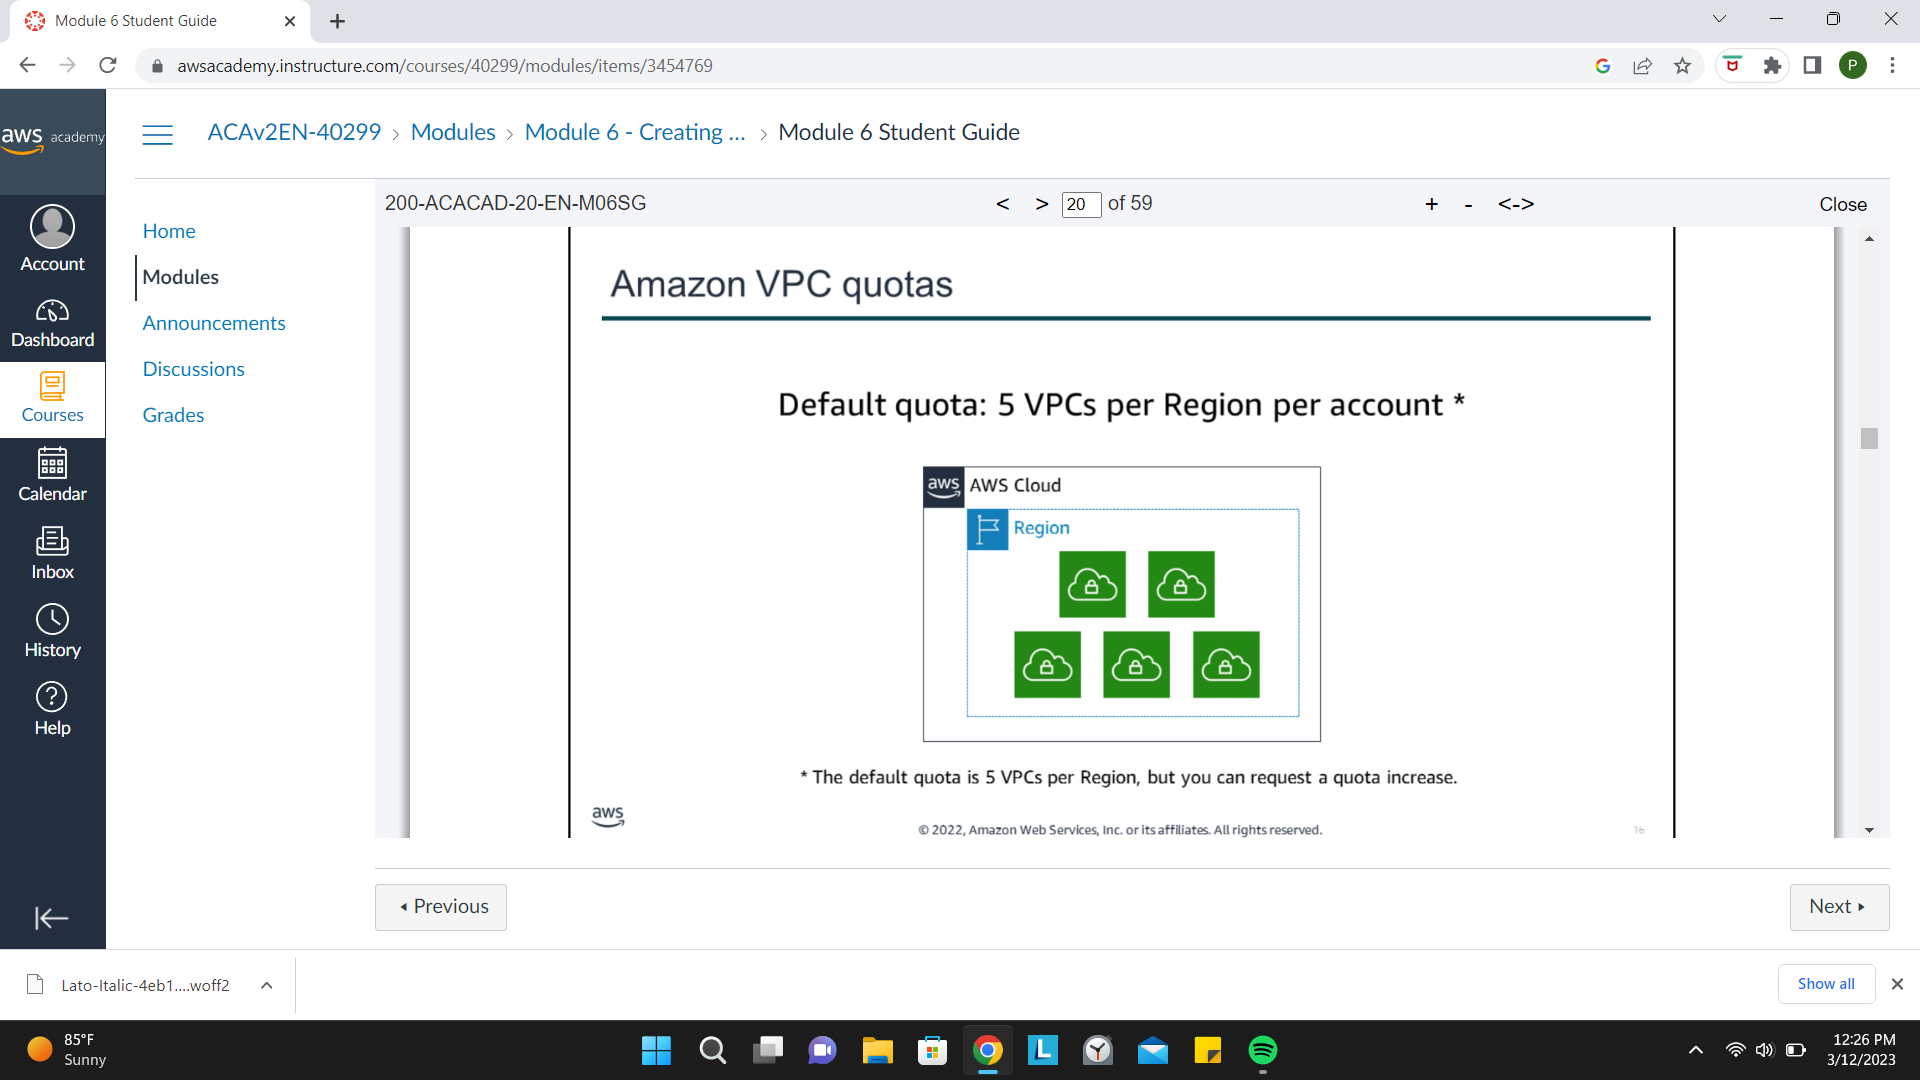 Module 6 Student Guide
awsacademy.instructure.com/courses/40299/modules/items/3454769
P
aws academy
ACAv2EN-40299 > Modules > Module 6 - Creating ... > Module 6 Student Guide
Account
Dashboard
Courses
Calendar
Inbox
History
Help
Home
Modules
Announcements
Discussions
Grades
200-ACACAD-20-EN-M06SG
< > 20 of 59
+ - <-> Close
Amazon VPC quotas
Default quota: 5 VPCs per Region per account *
aws AWS Cloud
Region
* The default quota is 5 VPCs per Region, but you can request a quota increase.
aws
© 2022, Amazon Web Services, Inc. or its affiliates. All rights reserved.
16
Previous
Next
Lato-Italic-4eb1....woff2
Show all
85°F
Sunny
L
12:26 PM
3/12/2023